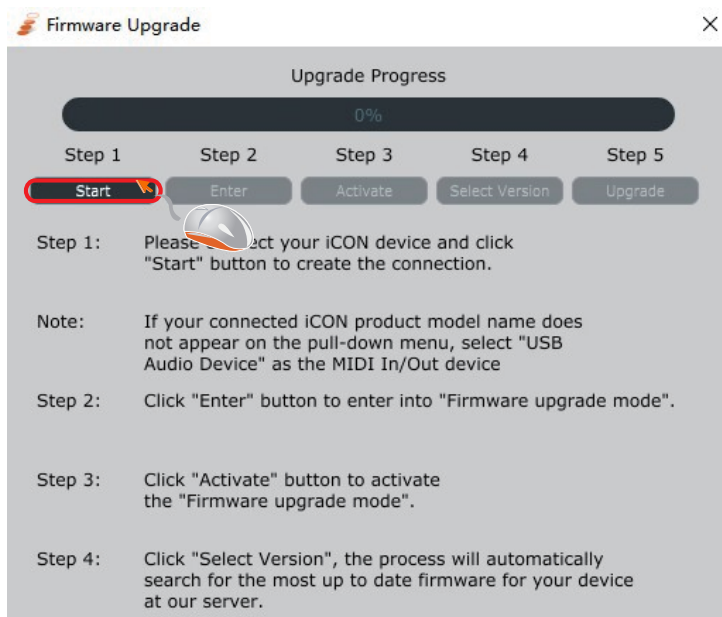 Firmware Upgrade
Upgrade Progress
0%
Step 1 Step 2 Step 3 Step 4 Step 5
Start Enter Activate Select Version Upgrade
Step 1: Please ect your iCON device and click
"Start" button to create the connection.
Note: If your connected iCON product model name does
not appear on the pull-down menu, select "USB
Audio Device" as the MIDI In/Out device
Step 2: Click "Enter" button to enter into "Firmware upgrade mode".
Step 3: Click "Activate" button to activate
the "Firmware upgrade mode".
Step 4: Click "Select Version", the process will automatically
search for the most up to date firmware for your device
at our server.